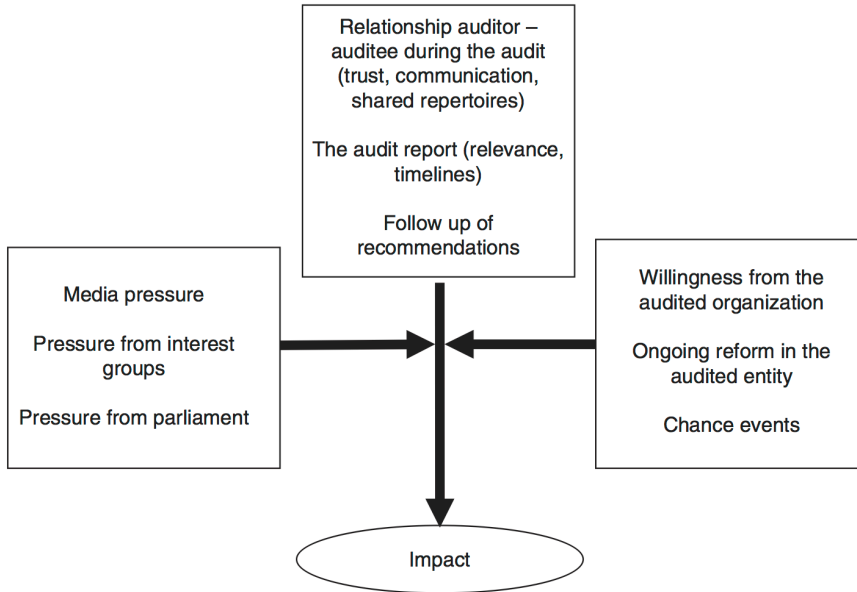 Relationship auditor –
auditee during the audit
(trust, communication,
shared repertoires)
The audit report (relevance,
timelines)
Follow up of
recommendations
Media pressure
Pressure from interest
groups
Pressure from parliament
Willingness from the
audited organization
Ongoing reform in the
audited entity
Chance events
Impact